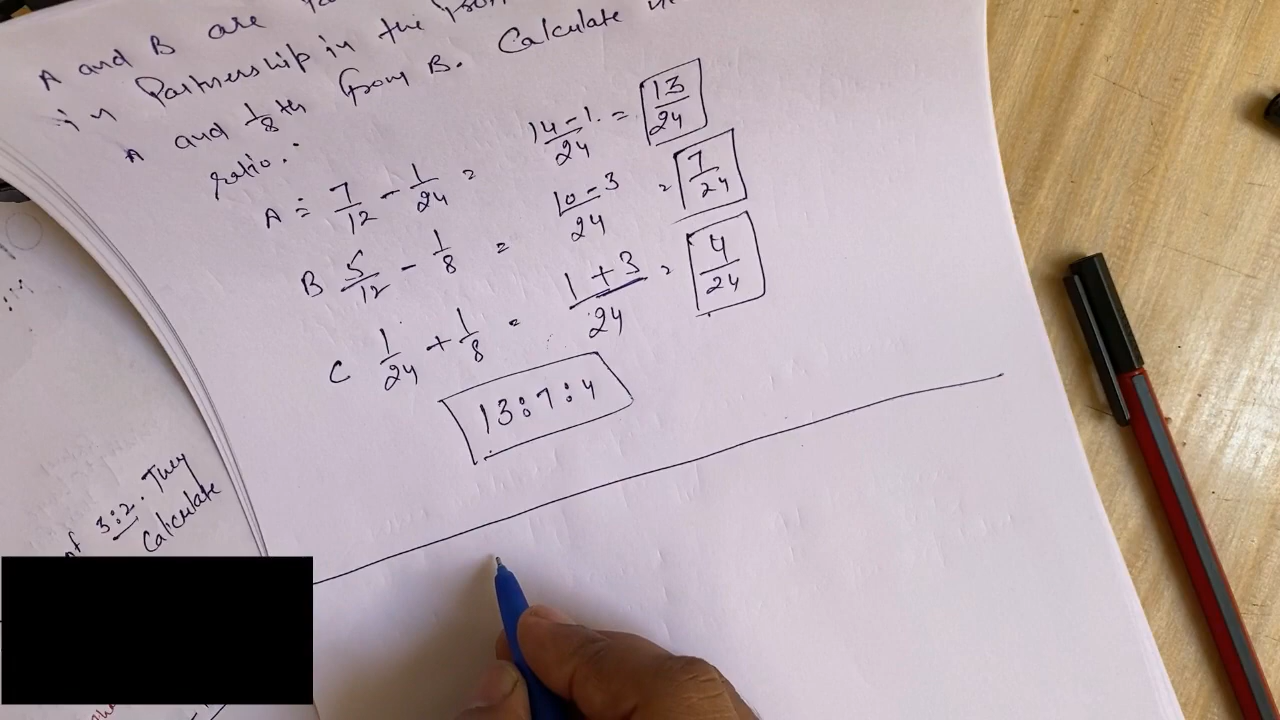 A and B are
in Partnership in the
A and 1/8th from B. Calculate
ratio.
A = 7/12 - 1/24 = 14-1/24 = 13/24
B 5/12 - 1/8 = 10-3/24 = 7/24
C 1/24 + 1/8 = 1+3/24 = 4/24
13:7:4
of 3:2. They
Calculate